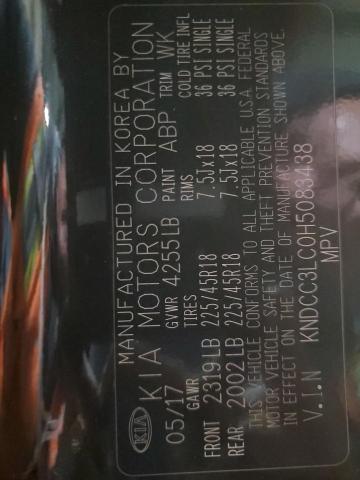 MANUFACTURED IN KOREA BY
KIA KIA MOTORS CORPORATION
05/17 GVWR 4255LB PAINT ABP TRIM WK
GAWR TIRES RIMS COLD TIRE INFL
FRONT 2319LB 225/45R18 7.5Jx18 36 PSI SINGLE
REAR 2002LB 225/45R18 7.5Jx18 36 PSI SINGLE
THIS VEHICLE CONFORMS TO ALL APPLICABLE U.S.A. FEDERAL
MOTOR VEHICLE SAFETY AND THEFT PREVENTION STANDARDS
IN EFFECT ON THE DATE OF MANUFACTURE SHOWN ABOVE.
V.I.N KNDCC3LC0H5083438
MPV